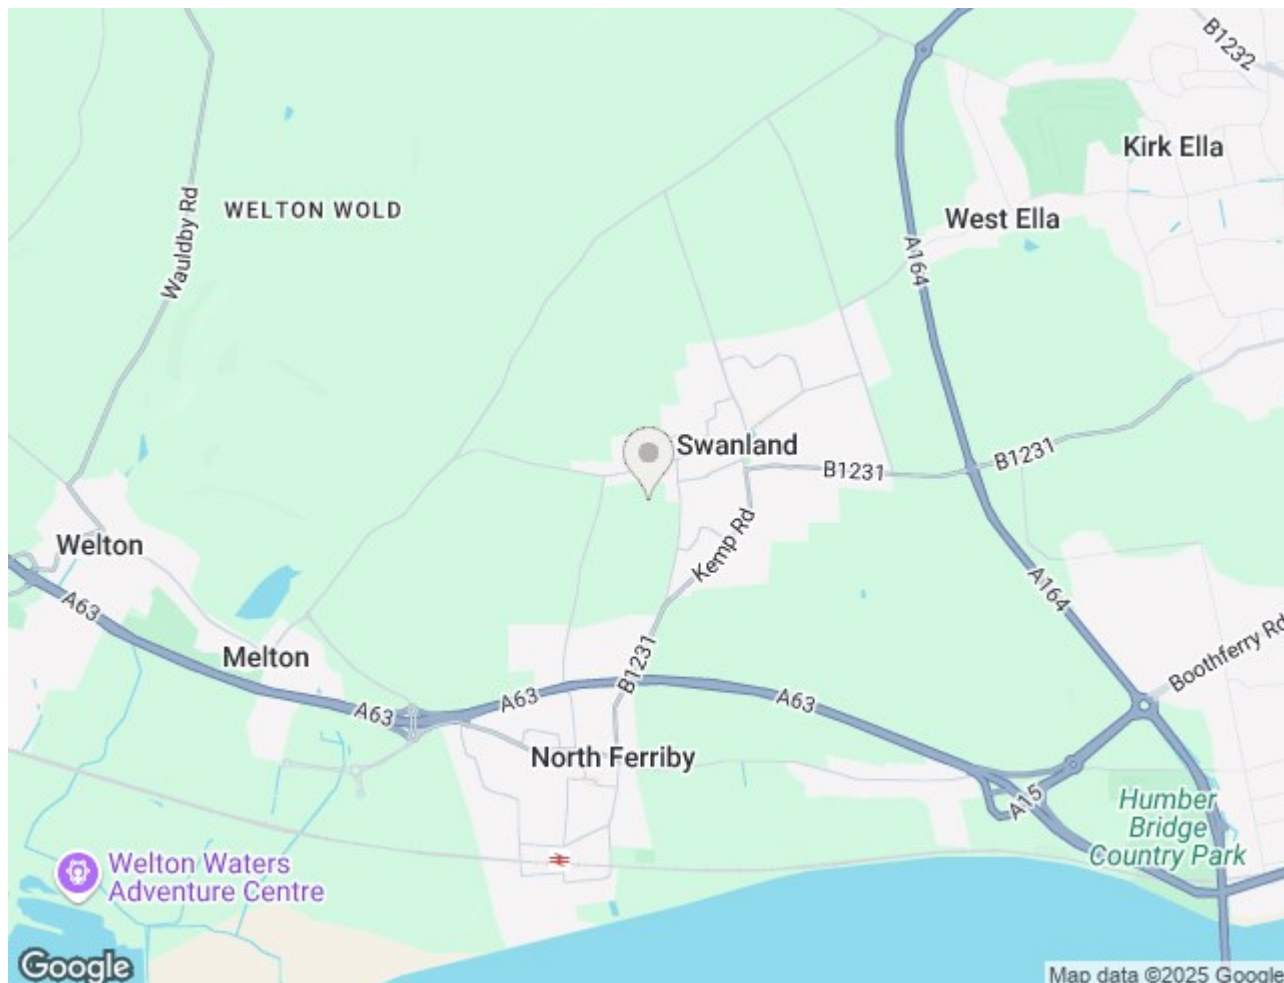 B1232
Kirk Ella
Wauldby Rd
WELTON WOLD
West Ella
A164
Swanland
B1231
B1231
Kemp Rd
Welton
A63
A164
Melton
B1231
Boothferry Rd
A63
A63
A63
North Ferriby
A15
Humber
Bridge
Country Park
Welton Waters
Adventure Centre
Google
Map data ©2025 Google